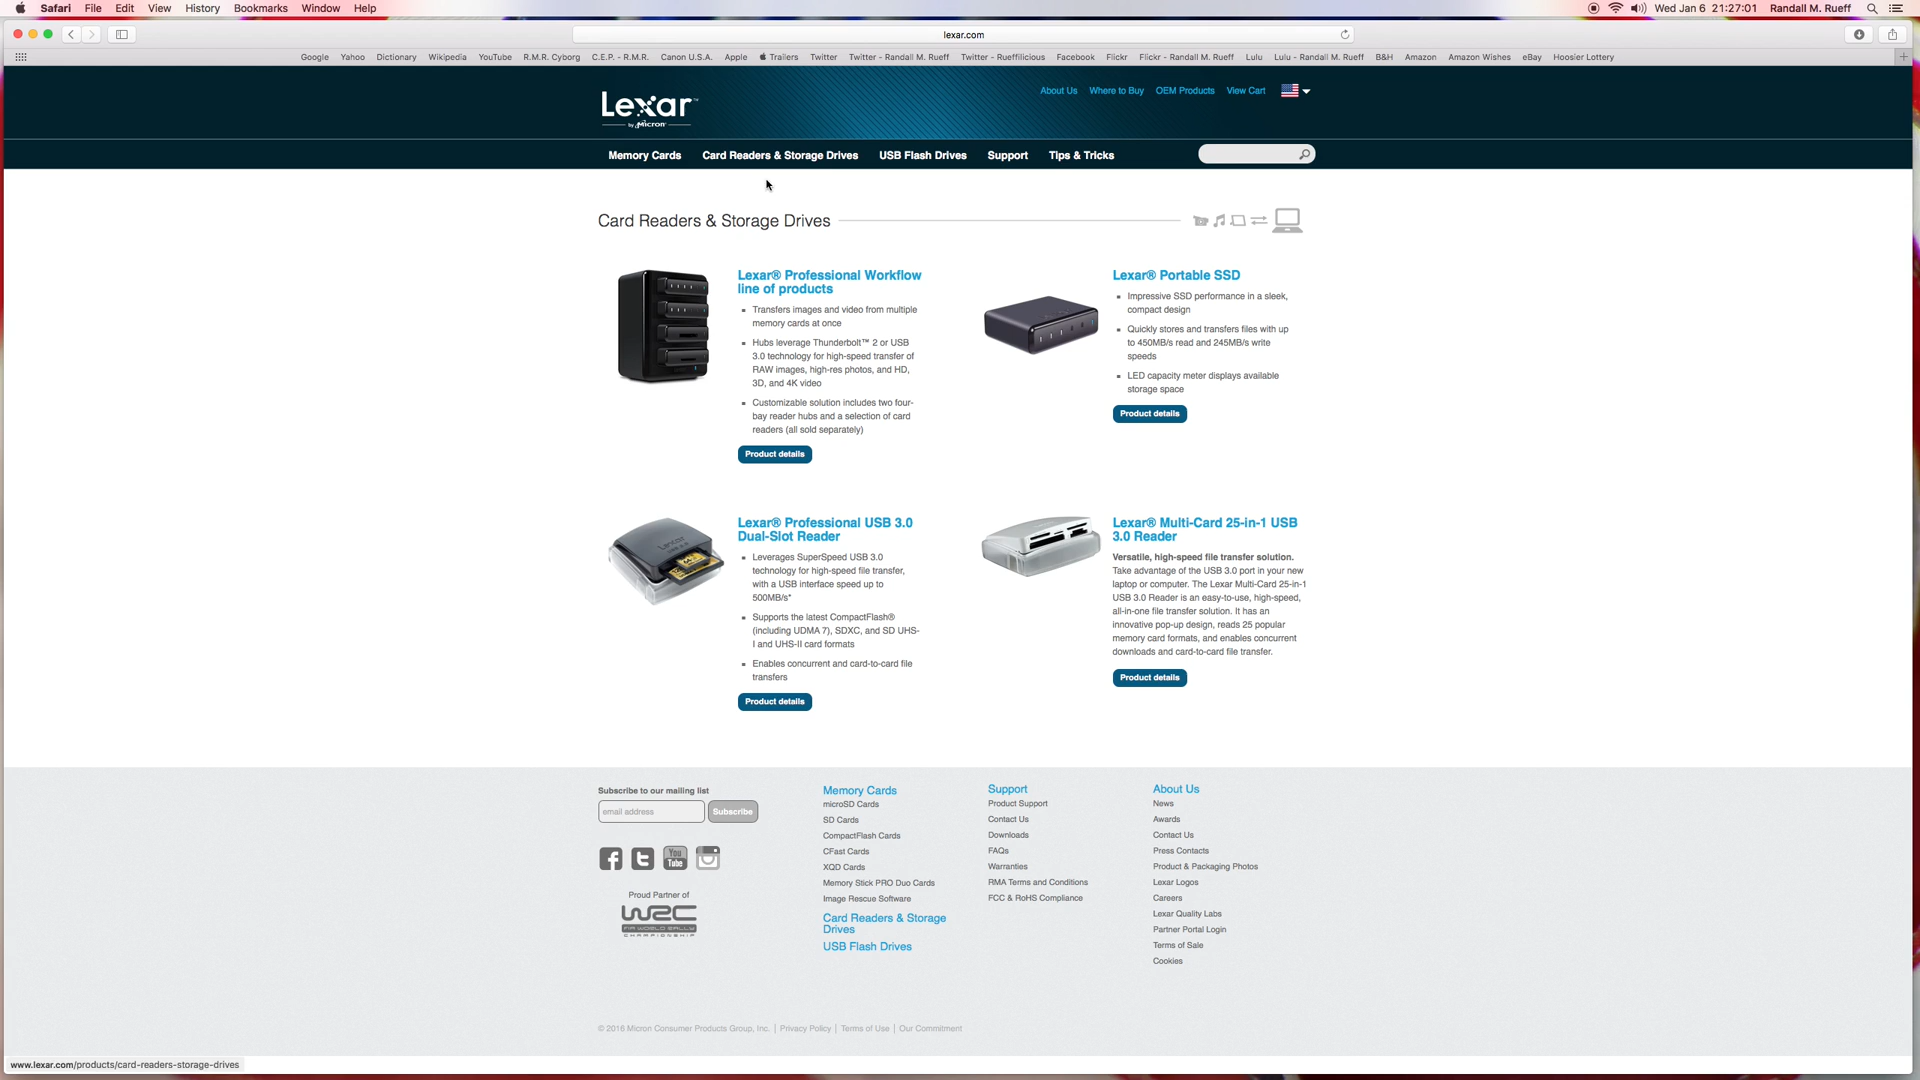 Safari File Edit View History Bookmarks Window Help Wed Jan 6 21:27:01 Randall M. Rueff
lexar.com
Google Yahoo Dictionary Wikipedia YouTube R.M.R. Cyborg C.E.P. - R.M.R. Canon U.S.A. Apple Trailers Twitter Twitter - Randall M. Rueff Twitter - Rueffilicious Facebook Flickr Flickr - Randall M. Rueff Lulu Lulu - Randall M. Rueff B&H Amazon Amazon Wishes eBay Hoosier Lottery
About Us Where to Buy OEM Products View Cart
Lexar™
by Micron
Memory Cards Card Readers & Storage Drives USB Flash Drives Support Tips & Tricks
Card Readers & Storage Drives
Lexar® Professional Workflow
line of products
Transfers images and video from multiple
memory cards at once
Hubs leverage Thunderbolt™ 2 or USB
3.0 technology for high-speed transfer of
RAW images, high-res photos, and HD,
3D, and 4K video
Customizable solution includes two four-
bay reader hubs and a selection of card
readers (all sold separately)
Product details
Lexar® Portable SSD
Impressive SSD performance in a sleek,
compact design
Quickly stores and transfers files with up
to 450MB/s read and 245MB/s write
speeds
LED capacity meter displays available
storage space
Product details
Lexar
Lexar® Professional USB 3.0
Dual-Slot Reader
Leverages SuperSpeed USB 3.0
technology for high-speed file transfer,
with a USB interface speed up to
500MB/s*
Supports the latest CompactFlash®
(including UDMA 7), SDXC, and SD UHS-
I and UHS-II card formats
Enables concurrent and card-to-card file
transfers
Product details
Lexar® Multi-Card 25-in-1 USB
3.0 Reader
Versatile, high-speed file transfer solution.
Take advantage of the USB 3.0 port in your new
laptop or computer. The Lexar Multi-Card 25-in-1
USB 3.0 Reader is an easy-to-use, high-speed,
all-in-one file transfer solution. It has an
innovative pop-up design, reads 25 popular
memory card formats, and enables concurrent
downloads and card-to-card file transfer.
Product details
Subscribe to our mailing list
email address Subscribe
You
Tube
Proud Partner of
WRC
FIA WORLD RALLY
CHAMPIONSHIP
Memory Cards
microSD Cards
SD Cards
CompactFlash Cards
CFast Cards
XQD Cards
Memory Stick PRO Duo Cards
Image Rescue Software
Card Readers & Storage
Drives
USB Flash Drives
Support
Product Support
Contact Us
Downloads
FAQs
Warranties
RMA Terms and Conditions
FCC & RoHS Compliance
About Us
News
Awards
Contact Us
Press Contacts
Product & Packaging Photos
Lexar Logos
Careers
Lexar Quality Labs
Partner Portal Login
Terms of Sale
Cookies
© 2016 Micron Consumer Products Group, Inc. | Privacy Policy | Terms of Use | Our Commitment
www.lexar.com/products/card-readers-storage-drives